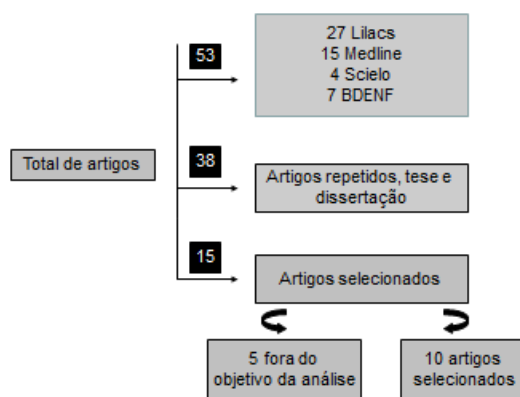 53
27 Lilacs
15 Medline
4 Scielo
7 BDENF
Total de artigos
38
Artigos repetidos, tese e
dissertação
15
Artigos selecionados
5 fora do
objetivo da análise
10 artigos
selecionados